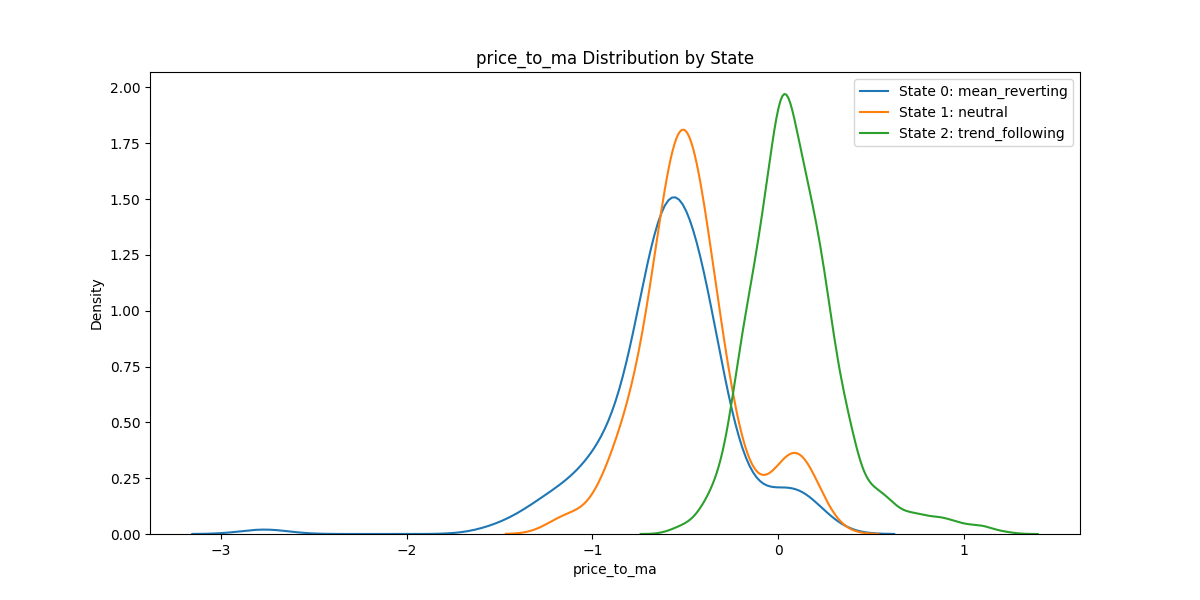 price_to_ma Distribution by State
State 0: mean_reverting
State 1: neutral
State 2: trend_following
2.00
1.75
1.50
1.25
1.00
0.75
0.50
0.25
0.00
Density
−3
−2
−1
0
1
price_to_ma